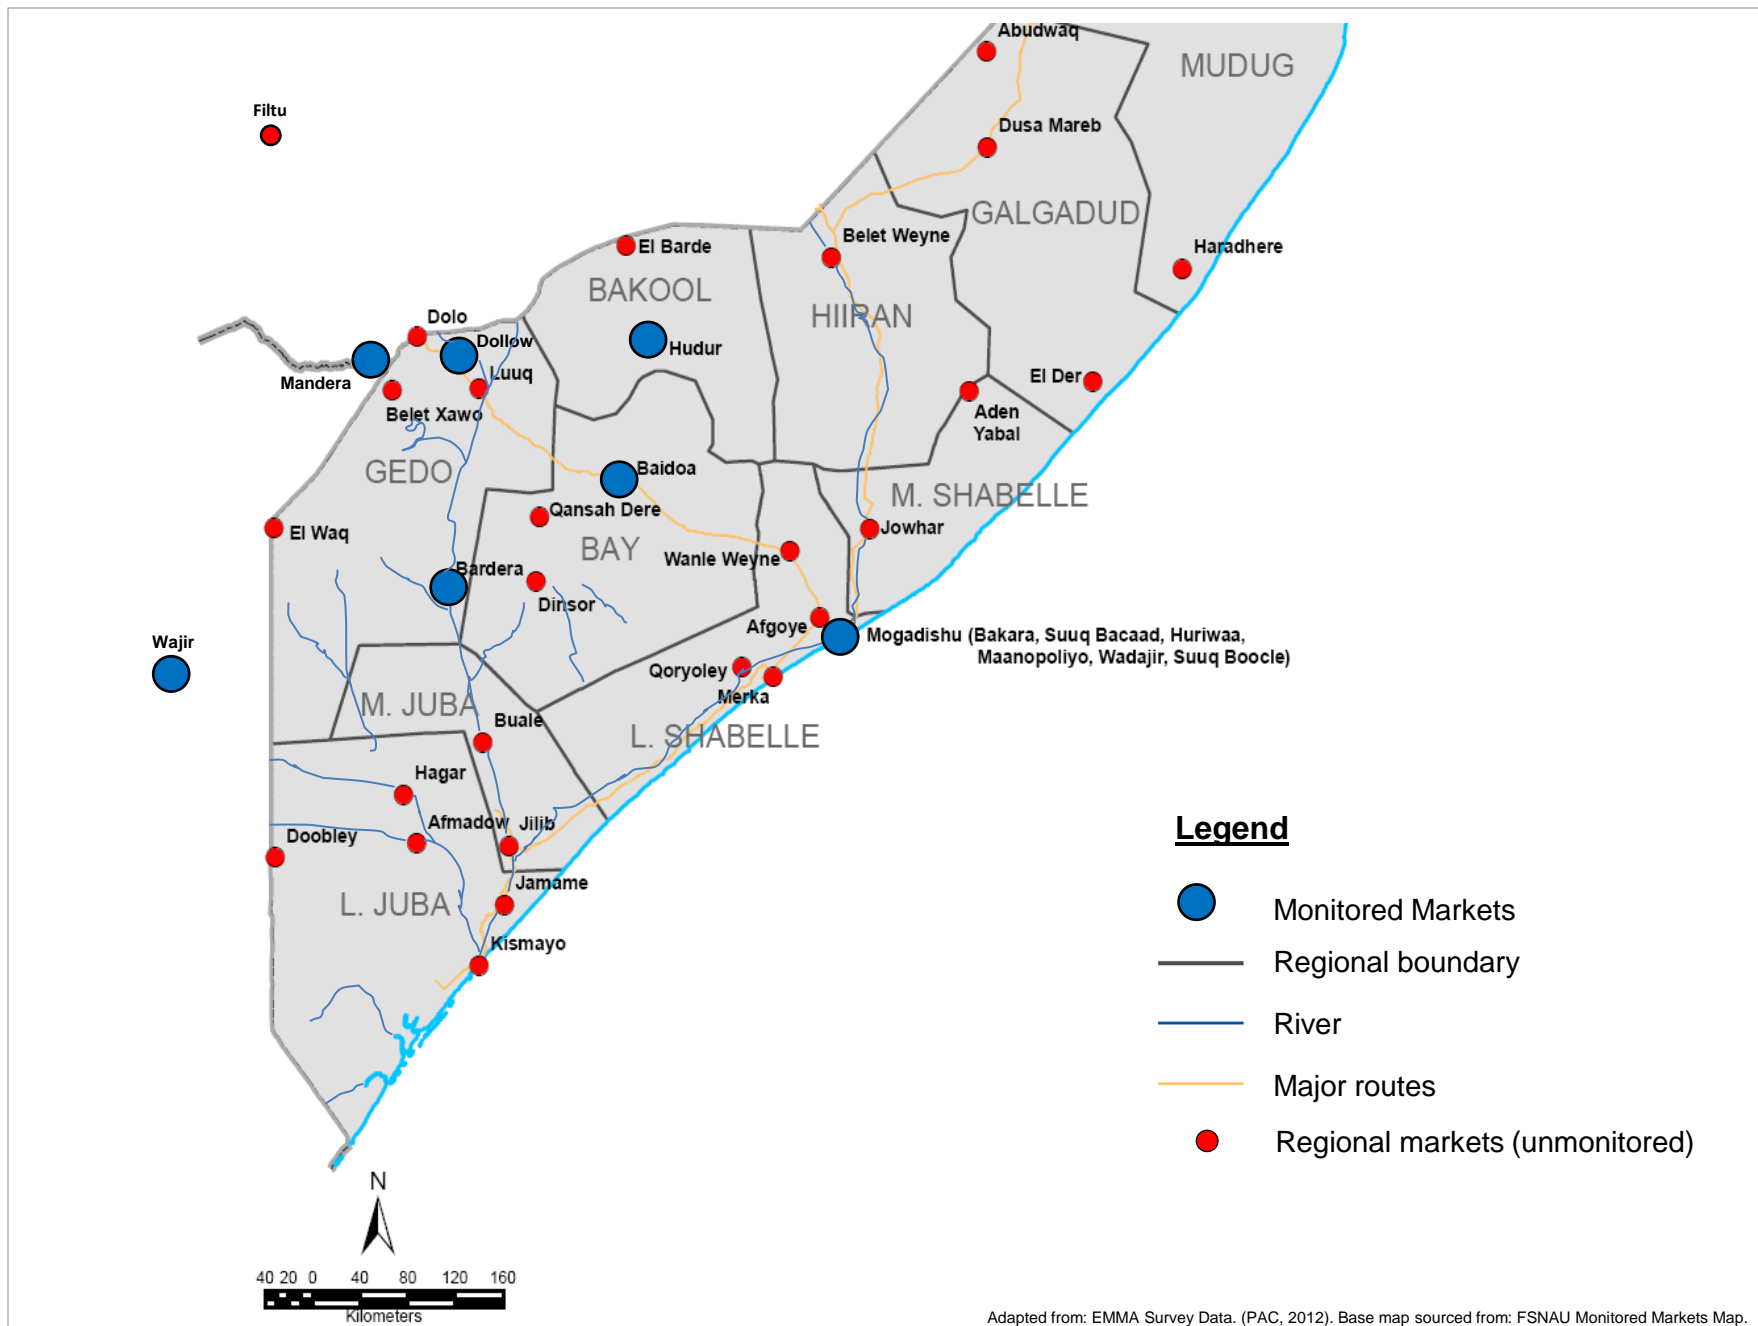 Abudwaq
MUDUG
Filtu
Dusa Mareb
GALGADUD
Belet Weyne
Haradhere
El Barde
BAKOOL
HIIRAN
Dolo
Dollow
Hudur
Mandera
Luuq
El Der
Belet Xawo
Aden
Yabal
GEDO
Baidoa
M. SHABELLE
Qansah Dere
El Waq
Jowhar
BAY
Wanle Weyne
Bardera
Dinsor
Afgoye
Mogadishu (Bakara, Suuq Bacaad, Huriwaa,
Maanopoliyo, Wadajir, Suuq Boocle)
Wajir
Qoryoley
Merka
M. JUBA
Buale
L. SHABELLE
Hagar
Afmadow
Jilib
Doobley
Jamame
L. JUBA
Kismayo
Legend
Monitored Markets
Regional boundary
River
Major routes
Regional markets (unmonitored)
N
40 20 0 40 80 120 160
Kilometers
Adapted from: EMMA Survey Data. (PAC, 2012). Base map sourced from: FSNAU Monitored Markets Map.